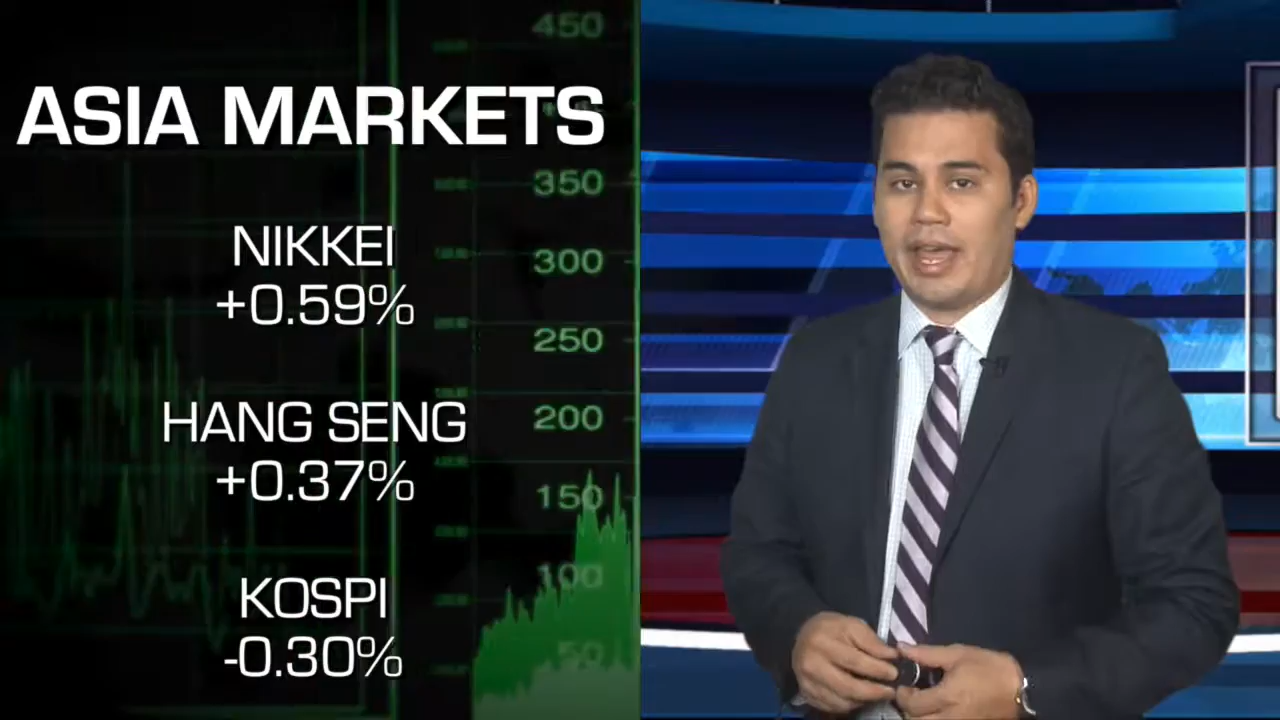 ASIA MARKETS
NIKKEI
+0.59%
HANG SENG
+0.37%
KOSPI
-0.30%
450
350
300
250
200
150
100
50